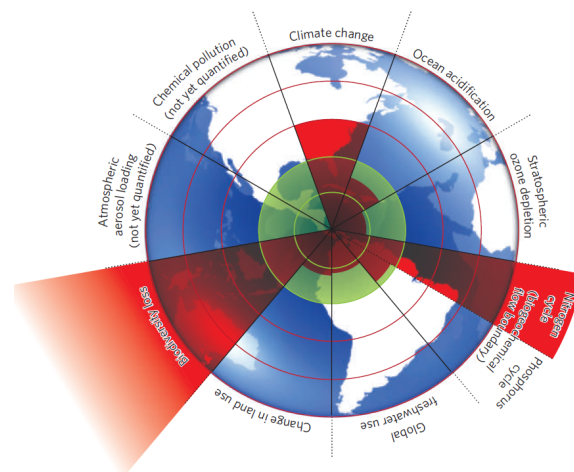 Climate change
Ocean acidification
Stratospheric
ozone depletion
Nitrogen
cycle
(biogeochemical
flow boundary)
Phosphorus
cycle
Global
freshwater use
Change in land use
Biodiversity loss
Atmospheric
aerosol loading
(not yet quantified)
Chemical pollution
(not yet quantified)